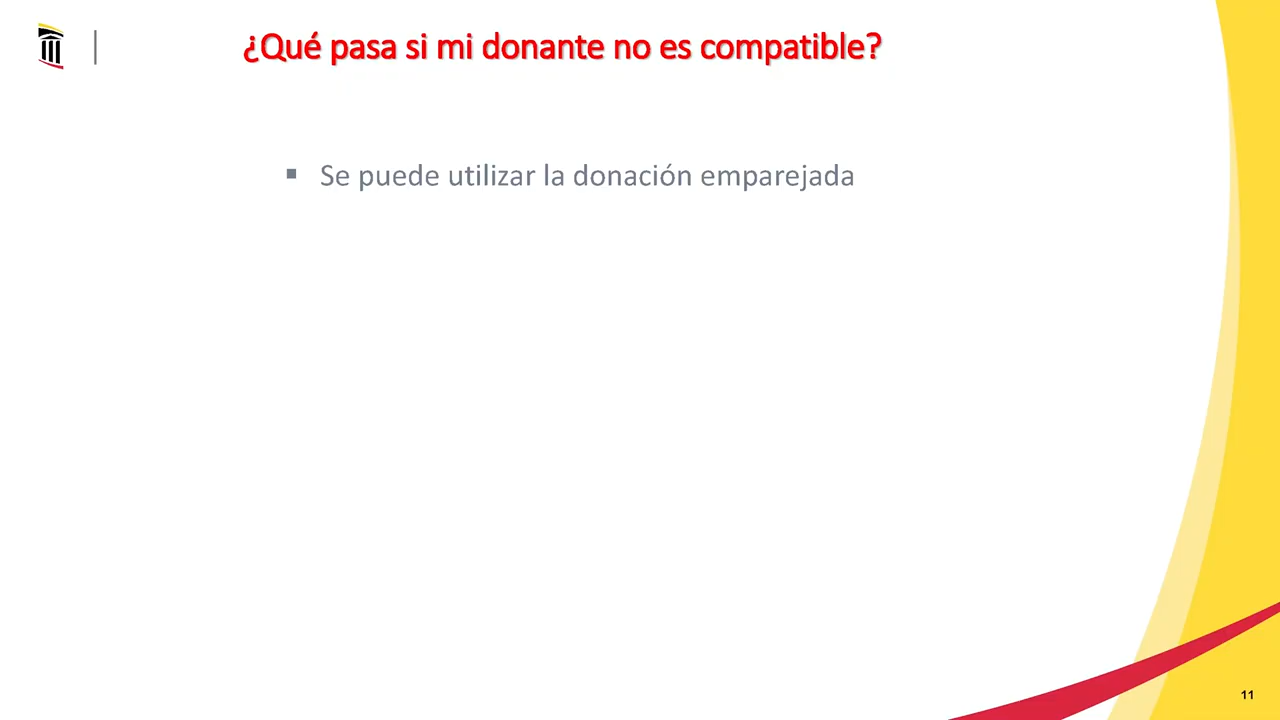 ¿Qué pasa si mi donante no es compatible?
▪ Se puede utilizar la donación emparejada
11